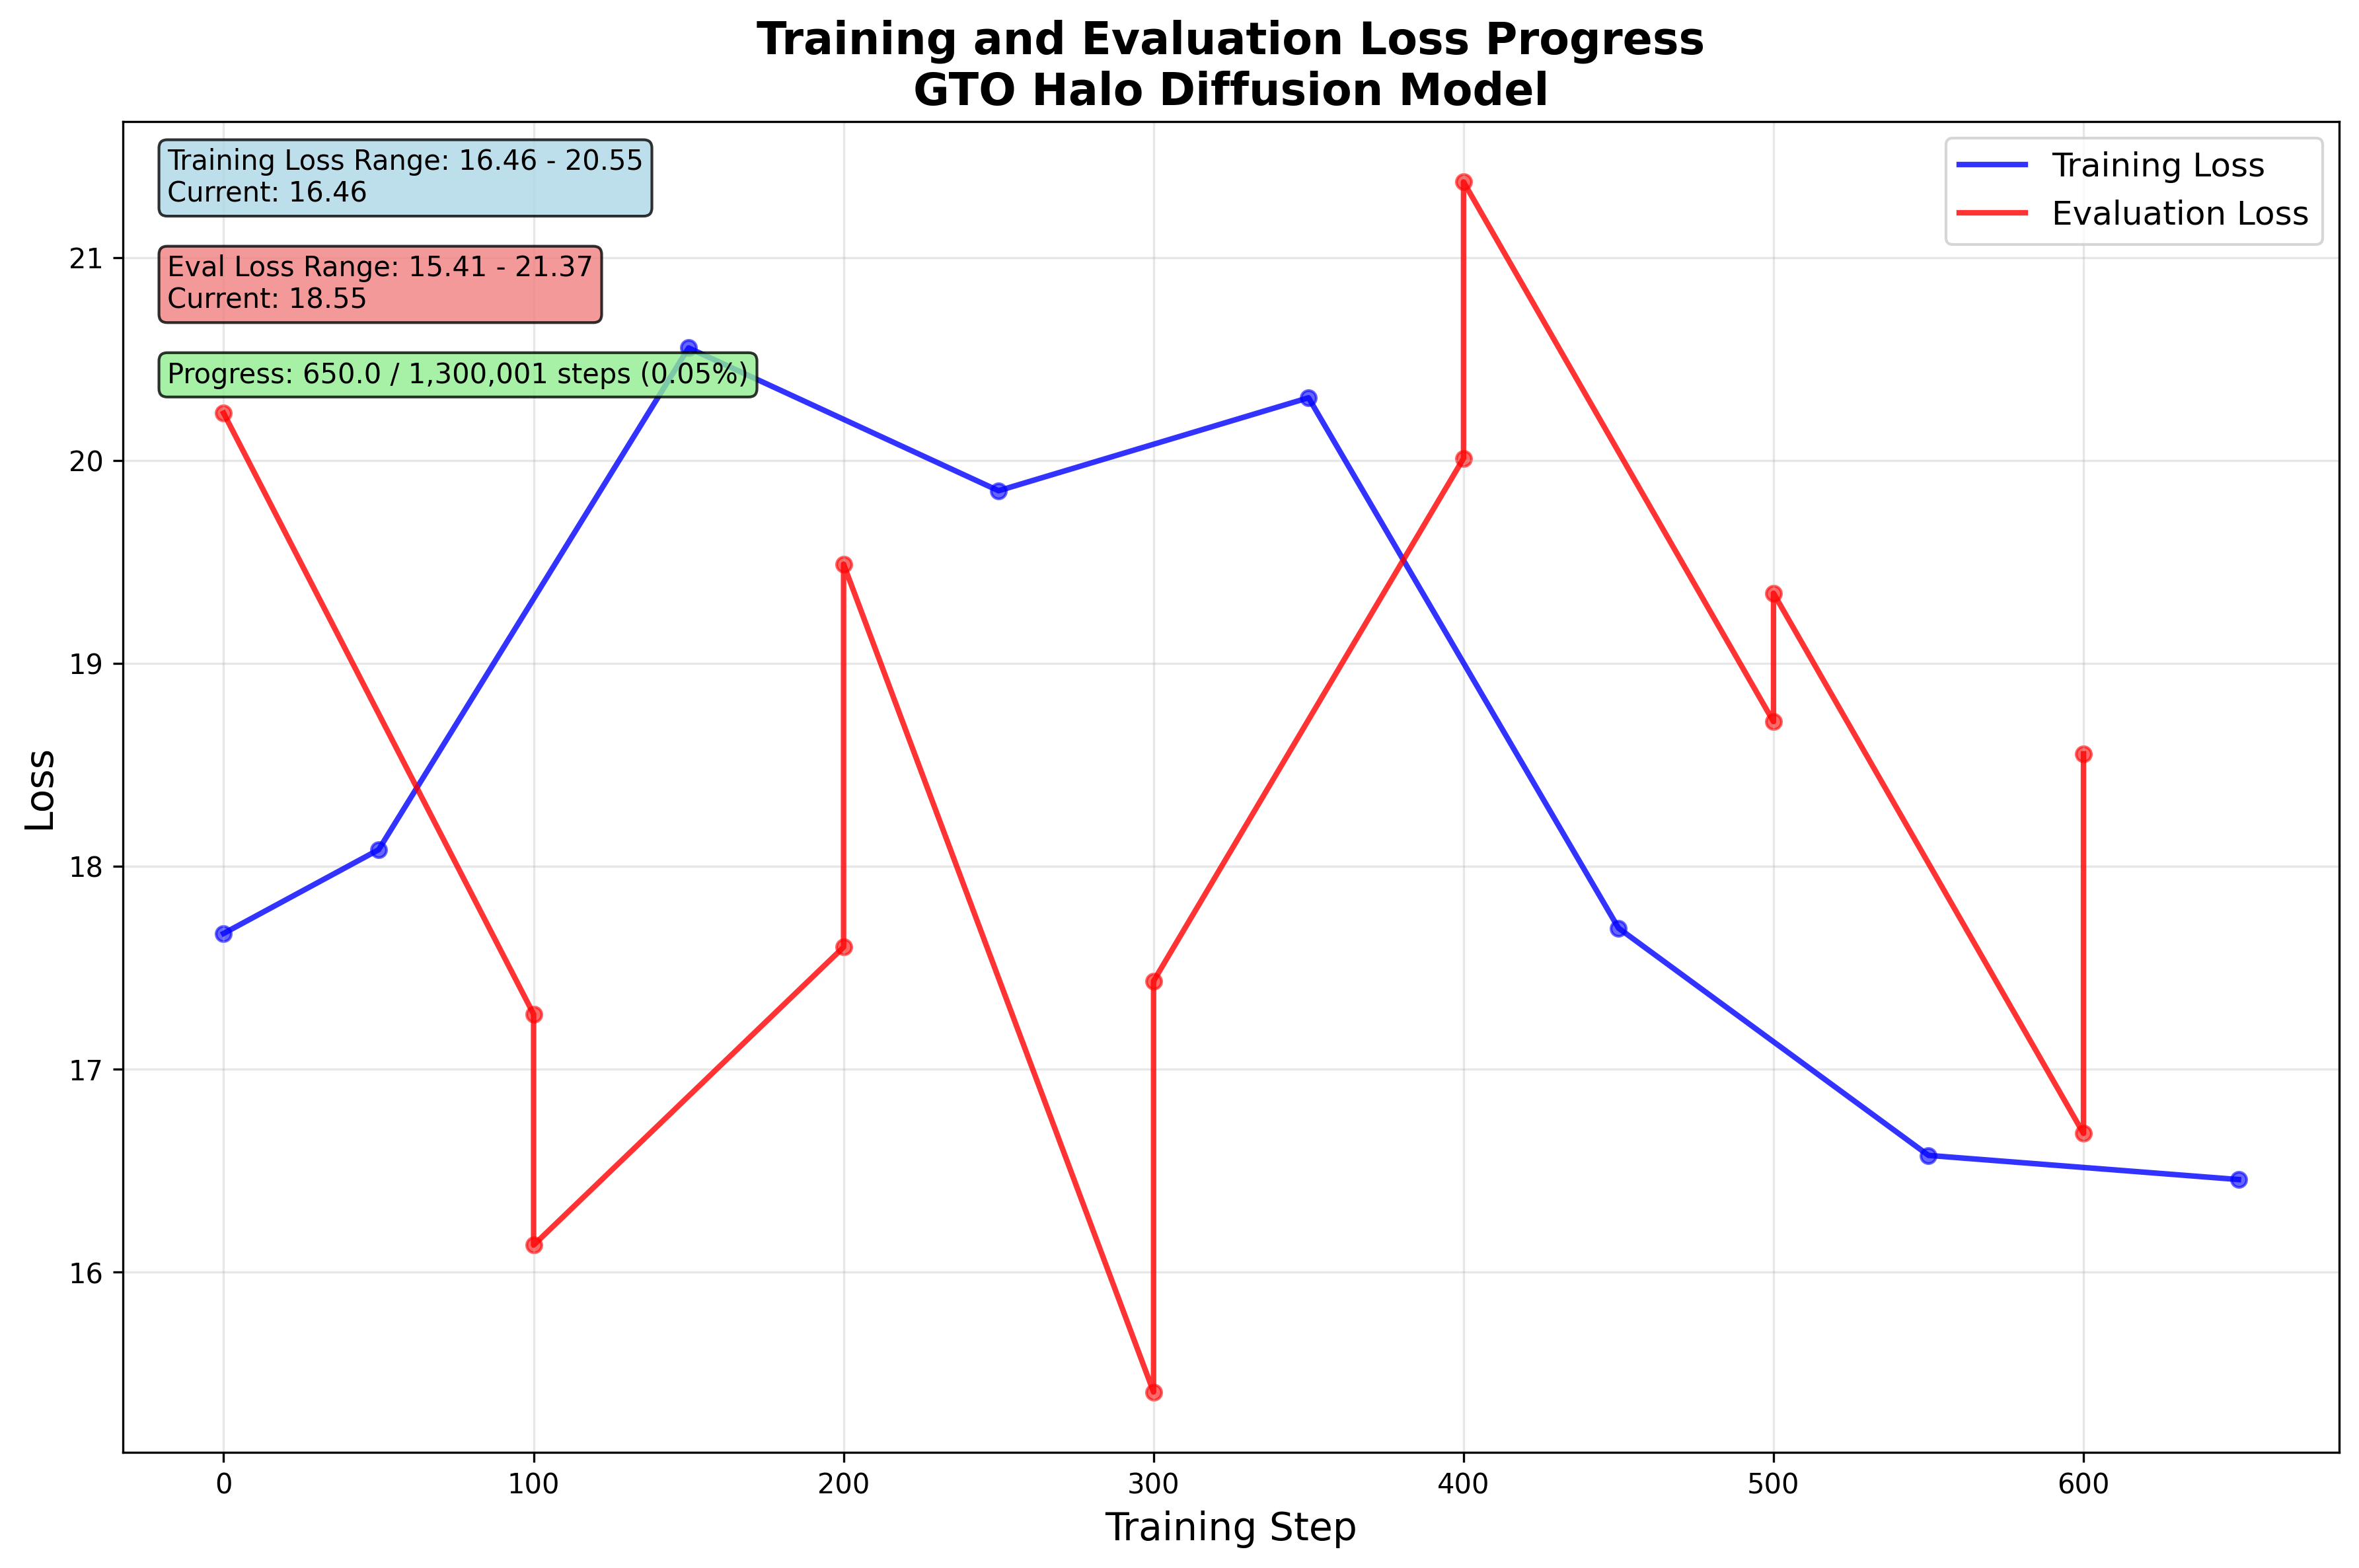 Training and Evaluation Loss Progress
GTO Halo Diffusion Model
Training Loss Range: 16.46 - 20.55
Current: 16.46
Eval Loss Range: 15.41 - 21.37
Current: 18.55
Progress: 650.0 / 1,300,001 steps (0.05%)
Training Loss
Evaluation Loss
21
20
19
18
17
16
Loss
0
100
200
300
400
500
600
Training Step